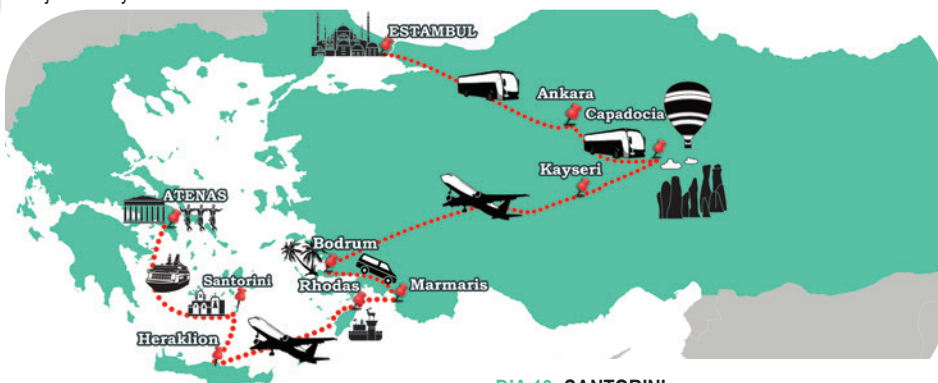 ESTAMBUL
Ankara
Capadocia
Kayseri
ATENAS
Bodrum
Santorini
Rhodas
Marmaris
Heraklion
SANTORINI